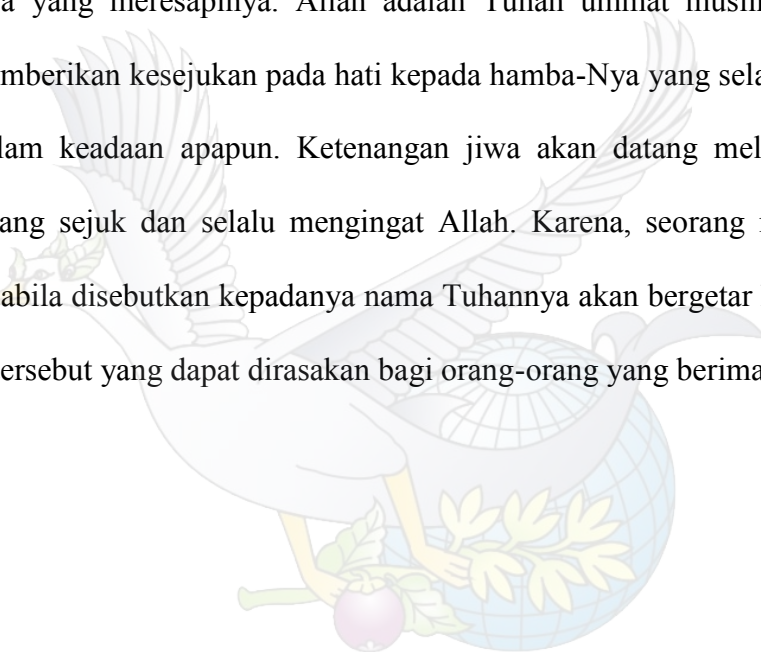 a yang meresapinya. Allah adalah Tuhan ummat musli
mberikan kesejukan pada hati kepada hamba-Nya yang sela
lam keadaan apapun. Ketenangan jiwa akan datang mel
ang sejuk dan selalu mengingat Allah. Karena, seorang
abila disebutkan kepadanya nama Tuhannya akan bergetar
ersebut yang dapat dirasakan bagi orang-orang yang berima